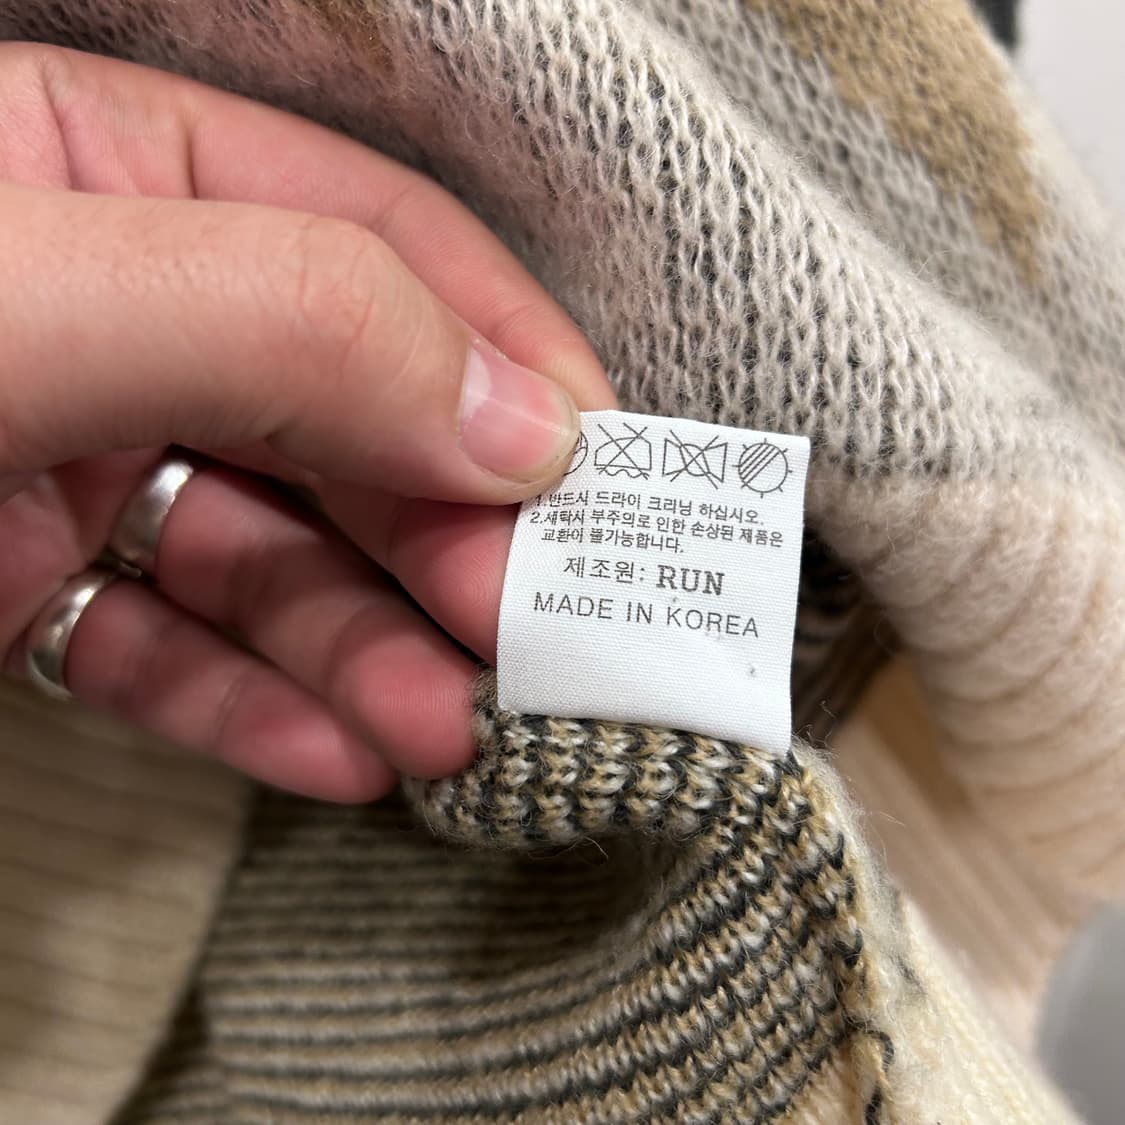 1.반드시 드라이 크리닝 하십시오.
2.세탁시 부주의로 인한 손상된 제품은
교환이 불가능합니다.
제조원: RUN
MADE IN KOREA